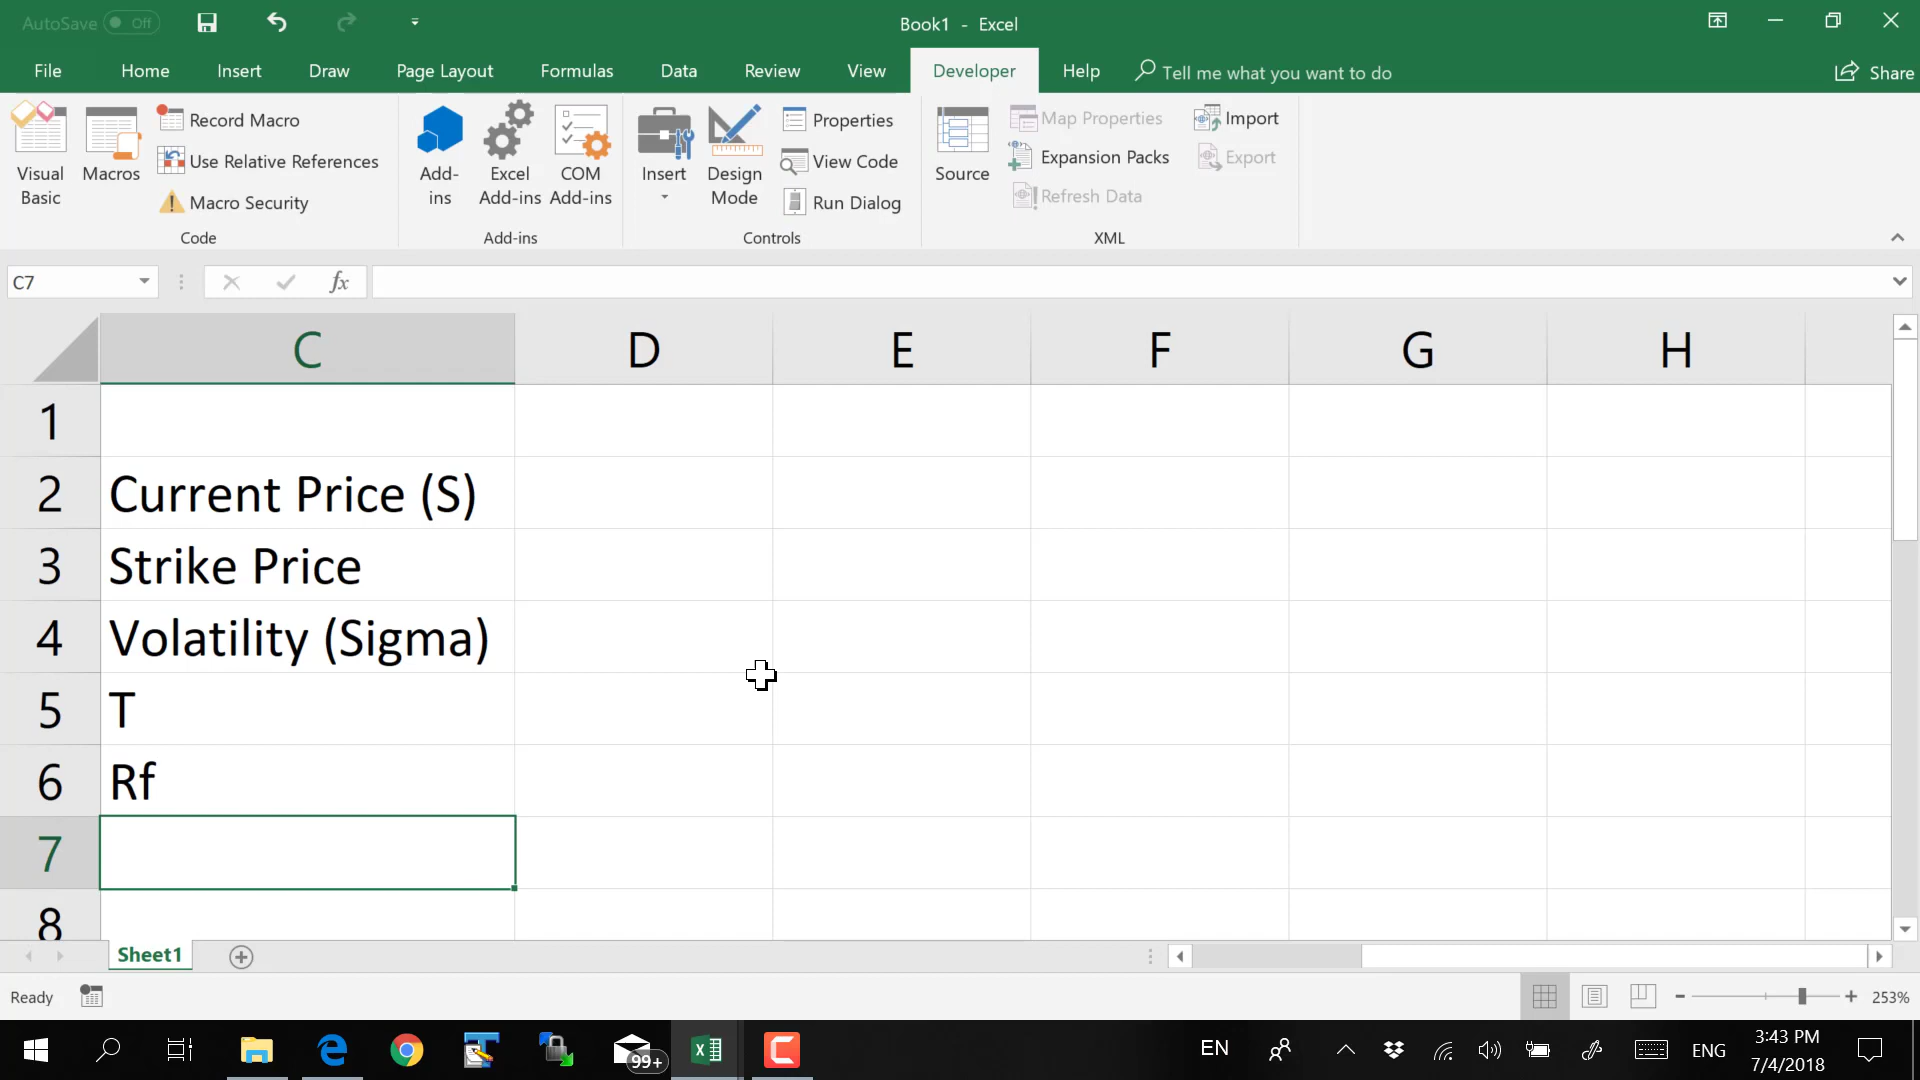 AutoSave Off
Book1 - Excel
File Home Insert Draw Page Layout Formulas Data Review View Developer Help Tell me what you want to do Share
Visual Basic
Macros
Record Macro
Use Relative References
Macro Security
Code
Add-ins
Excel Add-ins
COM Add-ins
Add-ins
Insert
Design Mode
Properties
View Code
Run Dialog
Controls
Source
Map Properties
Expansion Packs
Refresh Data
Import
Export
XML
C7
fx
C D E F G H
1
2 Current Price (S)
3 Strike Price
4 Volatility (Sigma)
5 T
6 Rf
7
8
Sheet1
Ready
253%
99+
EN
ENG
3:43 PM
7/4/2018